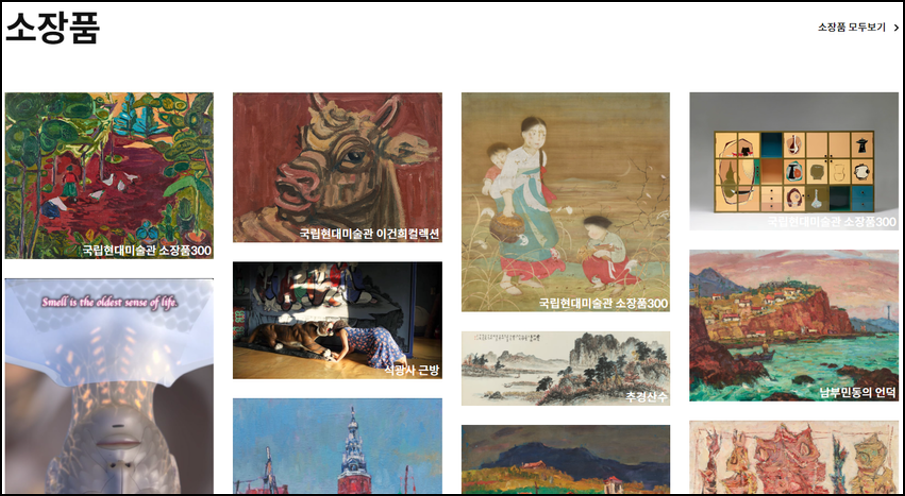 소장품
소장품 모두보기
국립현대미술관 소장품300
국립현대미술관 이건희컬렉션
국립현대미술관 소장품300
국립현대미술관 소장품300
Smell is the oldest sense of life.
석광사 근방
추경산수
남부민동의 언덕